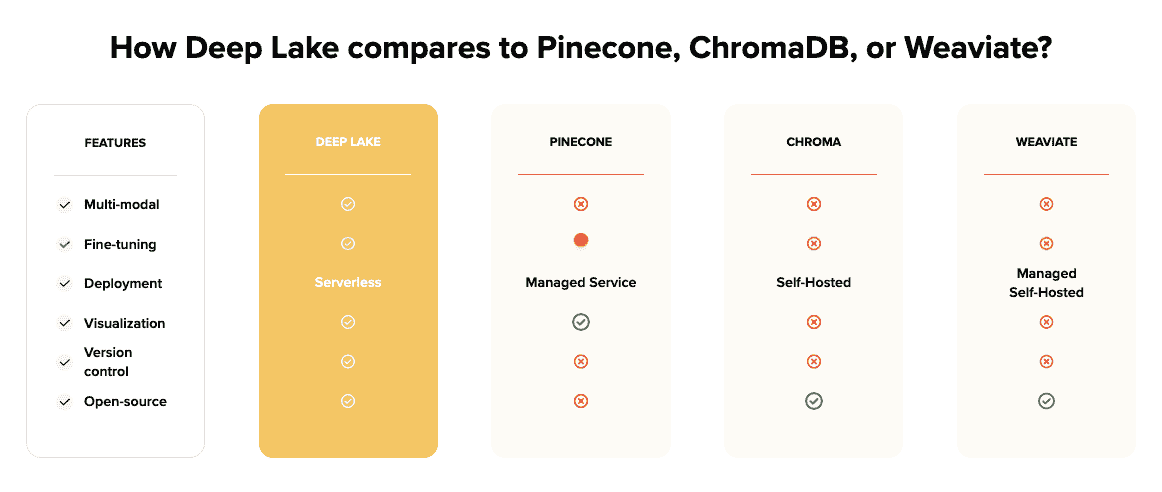 How Deep Lake compares to Pinecone, ChromaDB, or Weaviate?
FEATURES
Multi-modal
Fine-tuning
Deployment
Visualization
Version
control
Open-source
DEEP LAKE
Serverless
PINECONE
Managed Service
CHROMA
Self-Hosted
WEAVIATE
Managed
Self-Hosted